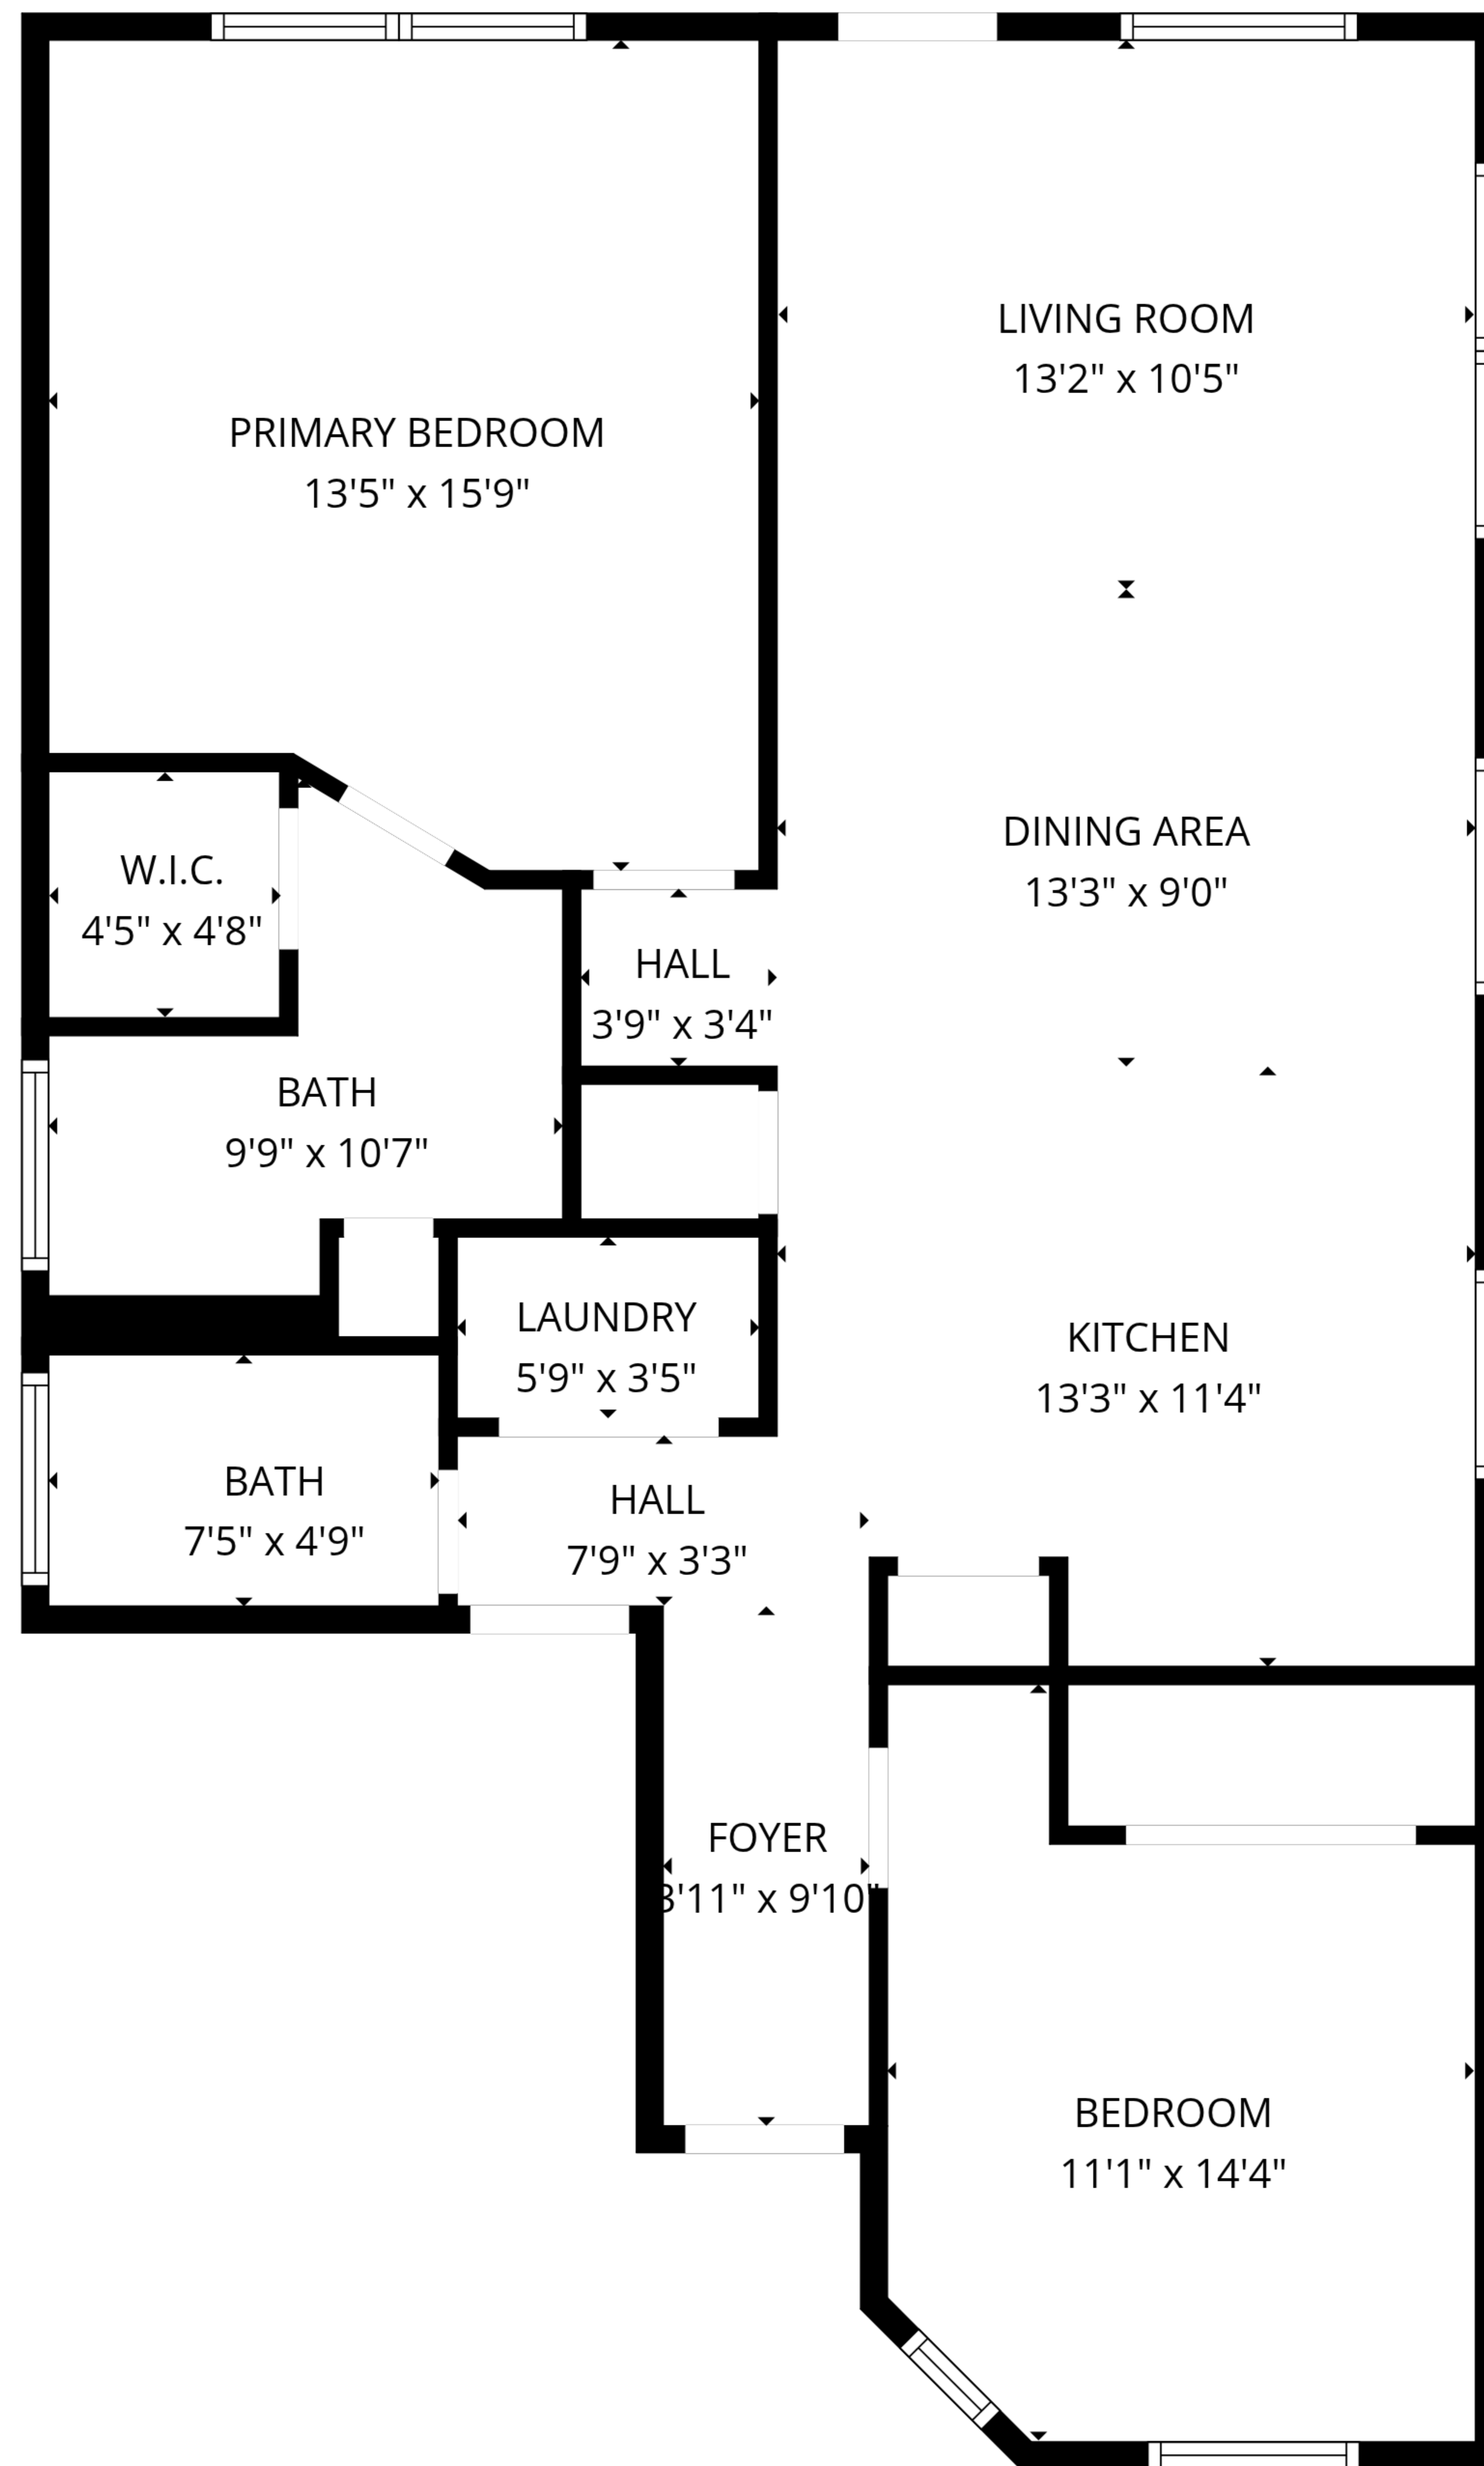 LIVING ROOM
13'2" x 10'5"
PRIMARY BEDROOM
13'5" x 15'9"
DINING AREA
13'3" x 9'0"
W.I.C.
4'5" x 4'8"
HALL
3'9" x 3'4"
BATH
9'9" x 10'7"
LAUNDRY
5'9" x 3'5"
KITCHEN
13'3" x 11'4"
BATH
7'5" x 4'9"
HALL
7'9" x 3'3"
FOYER
3'11" x 9'10"
BEDROOM
11'1" x 14'4"